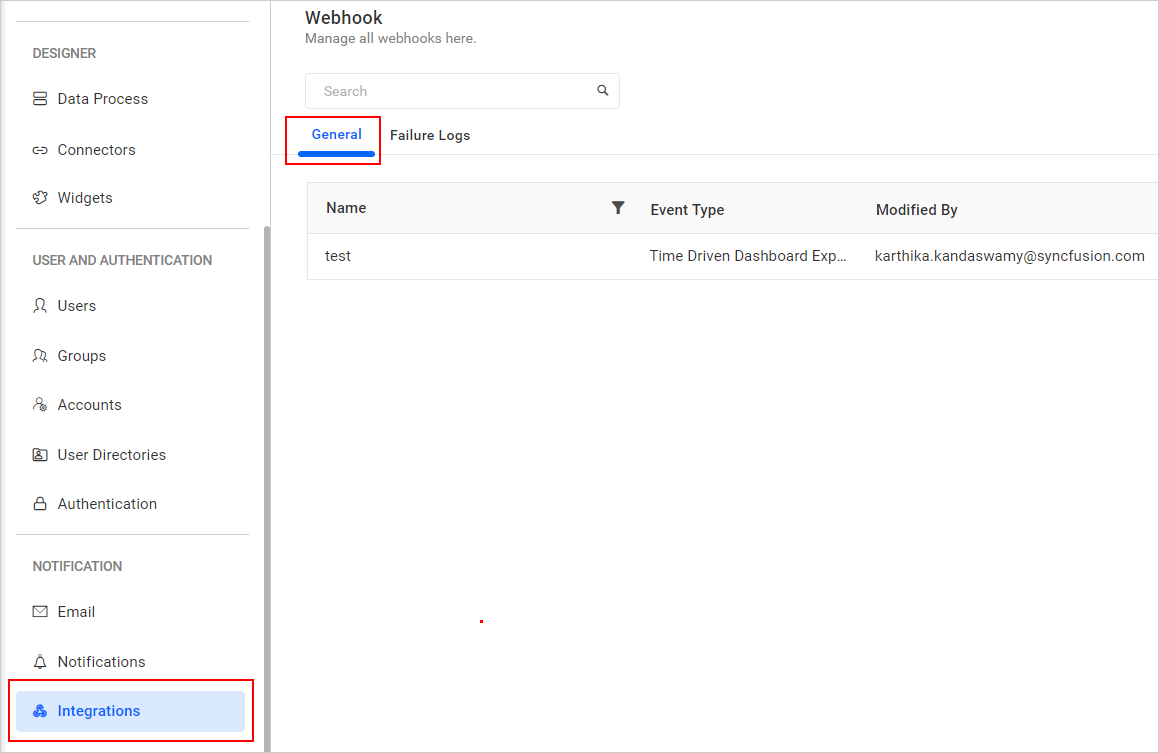 DESIGNER
Data Process
Connectors
Widgets
USER AND AUTHENTICATION
Users
Groups
Accounts
User Directories
Authentication
NOTIFICATION
Email
Notifications
Integrations
Webhook
Manage all webhooks here.
Search
General Failure Logs
Name Event Type Modified By
test Time Driven Dashboard Exp... karthika.kandaswamy@syncfusion.com